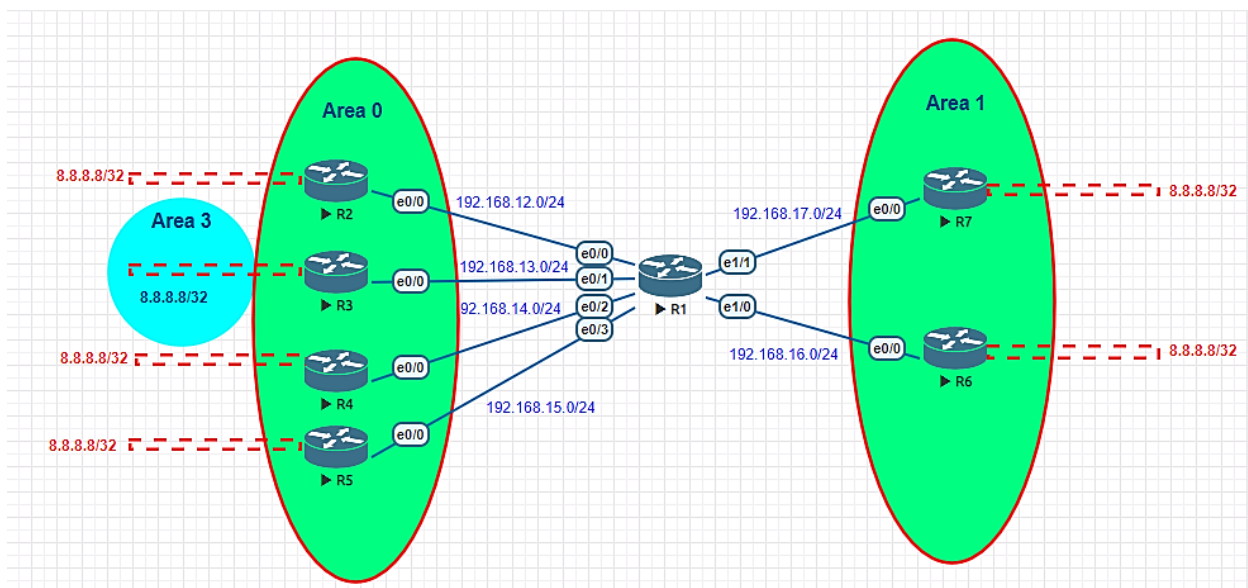 Area 0
Area 1
8.8.8.8/32
R2
e0/0
192.168.12.0/24
Area 3
8.8.8.8/32
R3
e0/0
192.168.13.0/24
8.8.8.8/32
R4
e0/0
92.168.14.0/24
8.8.8.8/32
R5
e0/0
192.168.15.0/24
e0/0
e0/1
e0/2
e0/3
R1
e1/1
e1/0
192.168.17.0/24
e0/0
R7
8.8.8.8/32
192.168.16.0/24
e0/0
R6
8.8.8.8/32